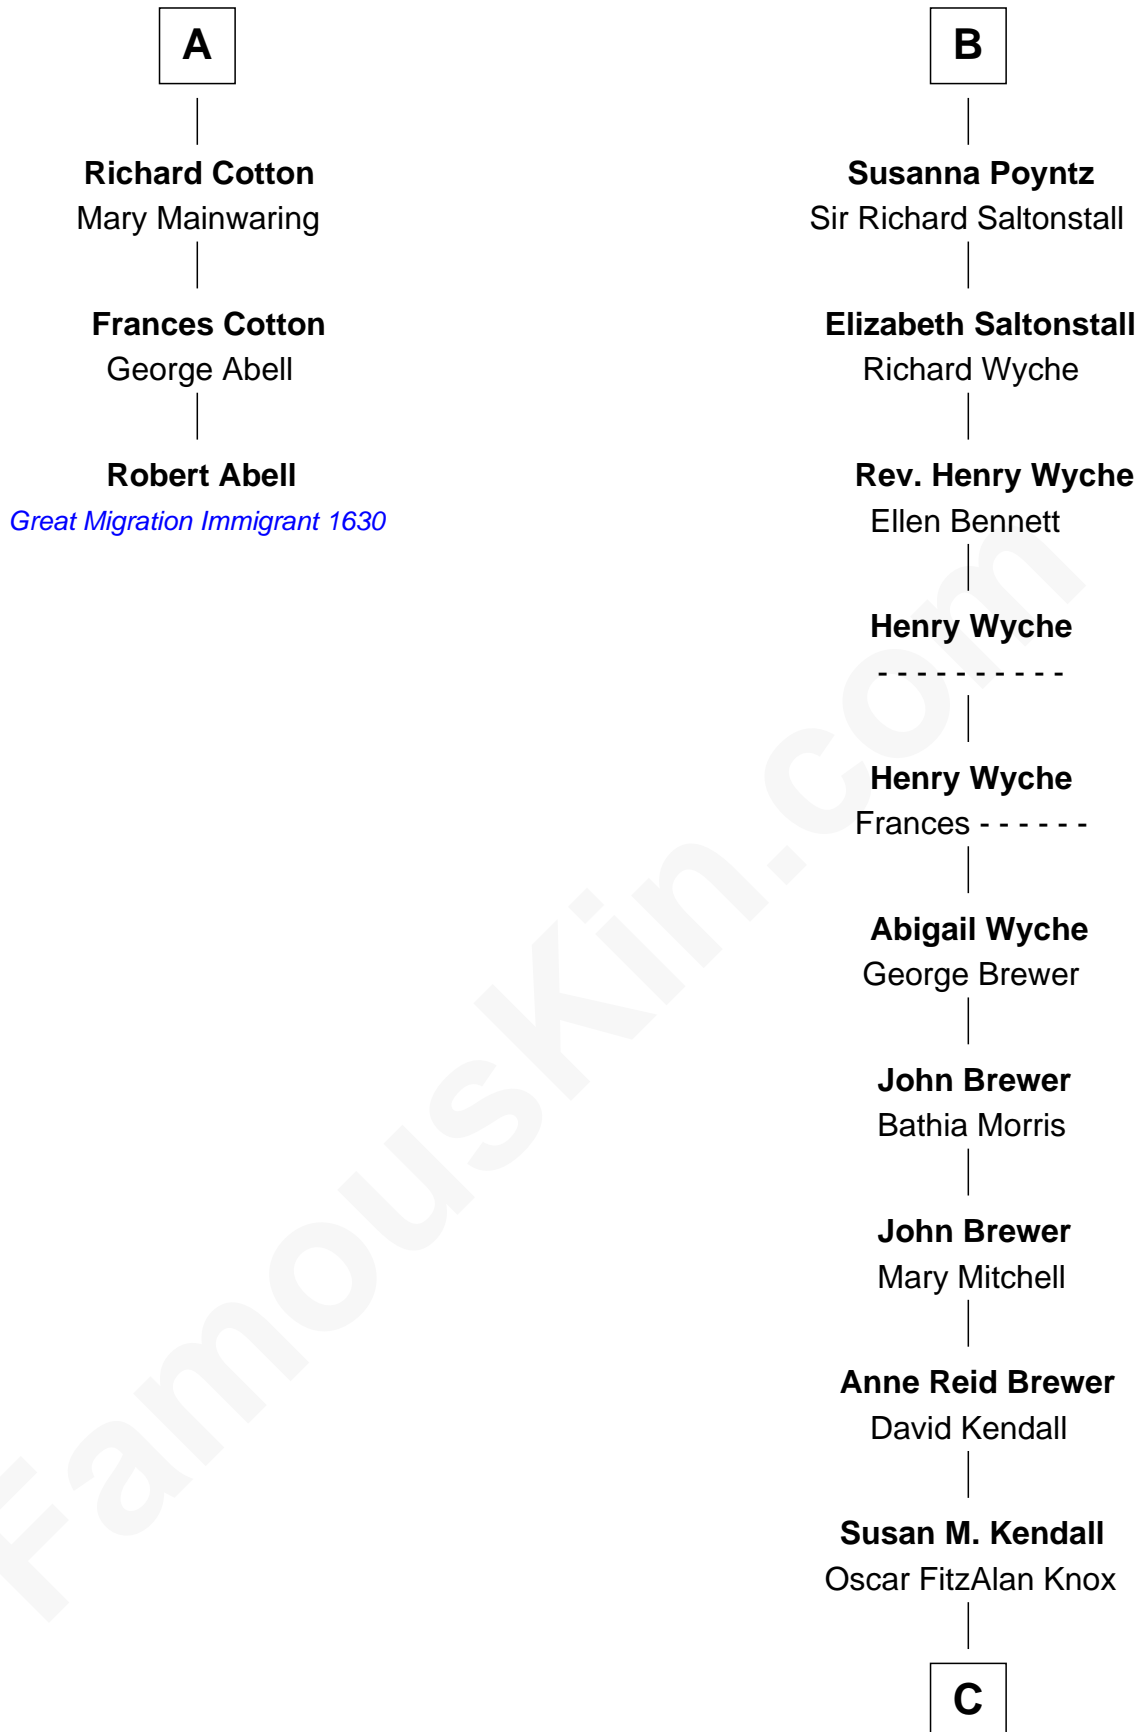 A
Richard Cotton
Mary Mainwaring
Frances Cotton
George Abell
Robert Abell
Great Migration Immigrant 1630
B
Susanna Poyntz
Sir Richard Saltonstall
Elizabeth Saltonstall
Richard Wyche
Rev. Henry Wyche
Ellen Bennett
Henry Wyche
- - - - - - - - - -
Henry Wyche
Frances - - - - - -
Abigail Wyche
George Brewer
John Brewer
Bathia Morris
John Brewer
Mary Mitchell
Anne Reid Brewer
David Kendall
Susan M. Kendall
Oscar FitzAlan Knox
C
FamousKin.com